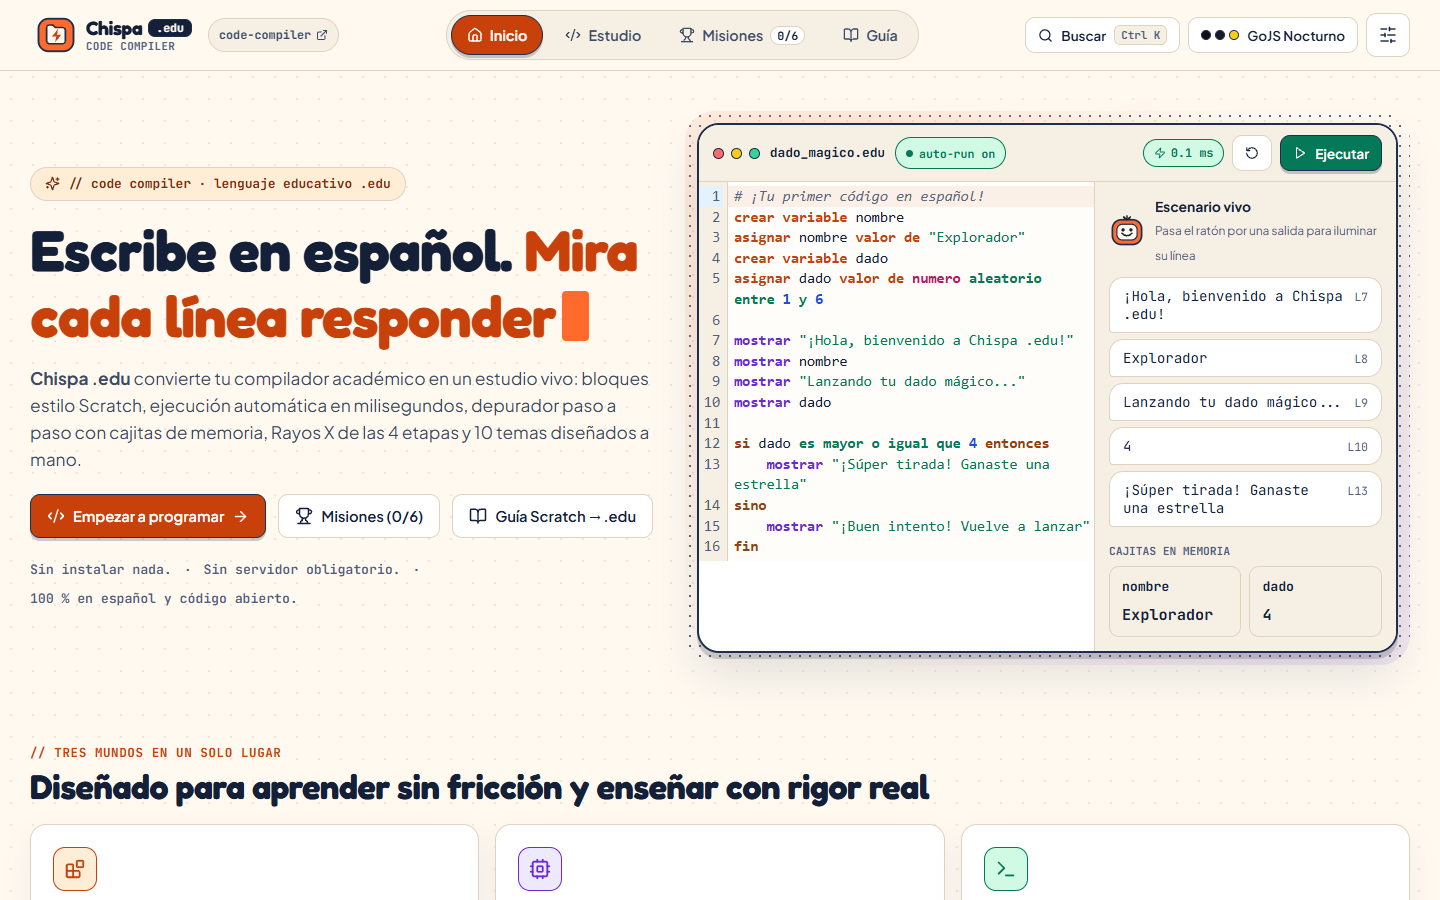 Chispa .edu
CODE COMPILER
code-compiler
Inicio
Estudio
Misiones 0/6
Guía
Buscar Ctrl K
GoJS Nocturno
// code compiler · lenguaje educativo .edu
Escribe en español. Mira
cada línea responder
Chispa .edu convierte tu compilador académico en un estudio vivo: bloques
estilo Scratch, ejecución automática en milisegundos, depurador paso a
paso con cajitas de memoria, Rayos X de las 4 etapas y 10 temas diseñados a
mano.
Empezar a programar →
Misiones (0/6)
Guía Scratch → .edu
Sin instalar nada. · Sin servidor obligatorio. ·
100 % en español y código abierto.
dado_magico.edu
auto-run on
0.1 ms
Ejecutar
1 # ¡Tu primer código en español!
2 crear variable nombre
3 asignar nombre valor de "Explorador"
4 crear variable dado
5 asignar dado valor de numero aleatorio
entre 1 y 6
6
7 mostrar "¡Hola, bienvenido a Chispa .edu!"
8 mostrar nombre
9 mostrar "Lanzando tu dado mágico..."
10 mostrar dado
11
12 si dado es mayor o igual que 4 entonces
13 mostrar "¡Súper tirada! Ganaste una
estrella"
14 sino
15 mostrar "¡Buen intento! Vuelve a lanzar"
16 fin
Escenario vivo
Pasa el ratón por una salida para iluminar
su línea
¡Hola, bienvenido a Chispa L7
.edu!
Explorador L8
Lanzando tu dado mágico... L9
4 L10
¡Súper tirada! Ganaste L13
una estrella
CAJITAS EN MEMORIA
nombre
Explorador
dado
4
// TRES MUNDOS EN UN SOLO LUGAR
Diseñado para aprender sin fricción y enseñar con rigor real